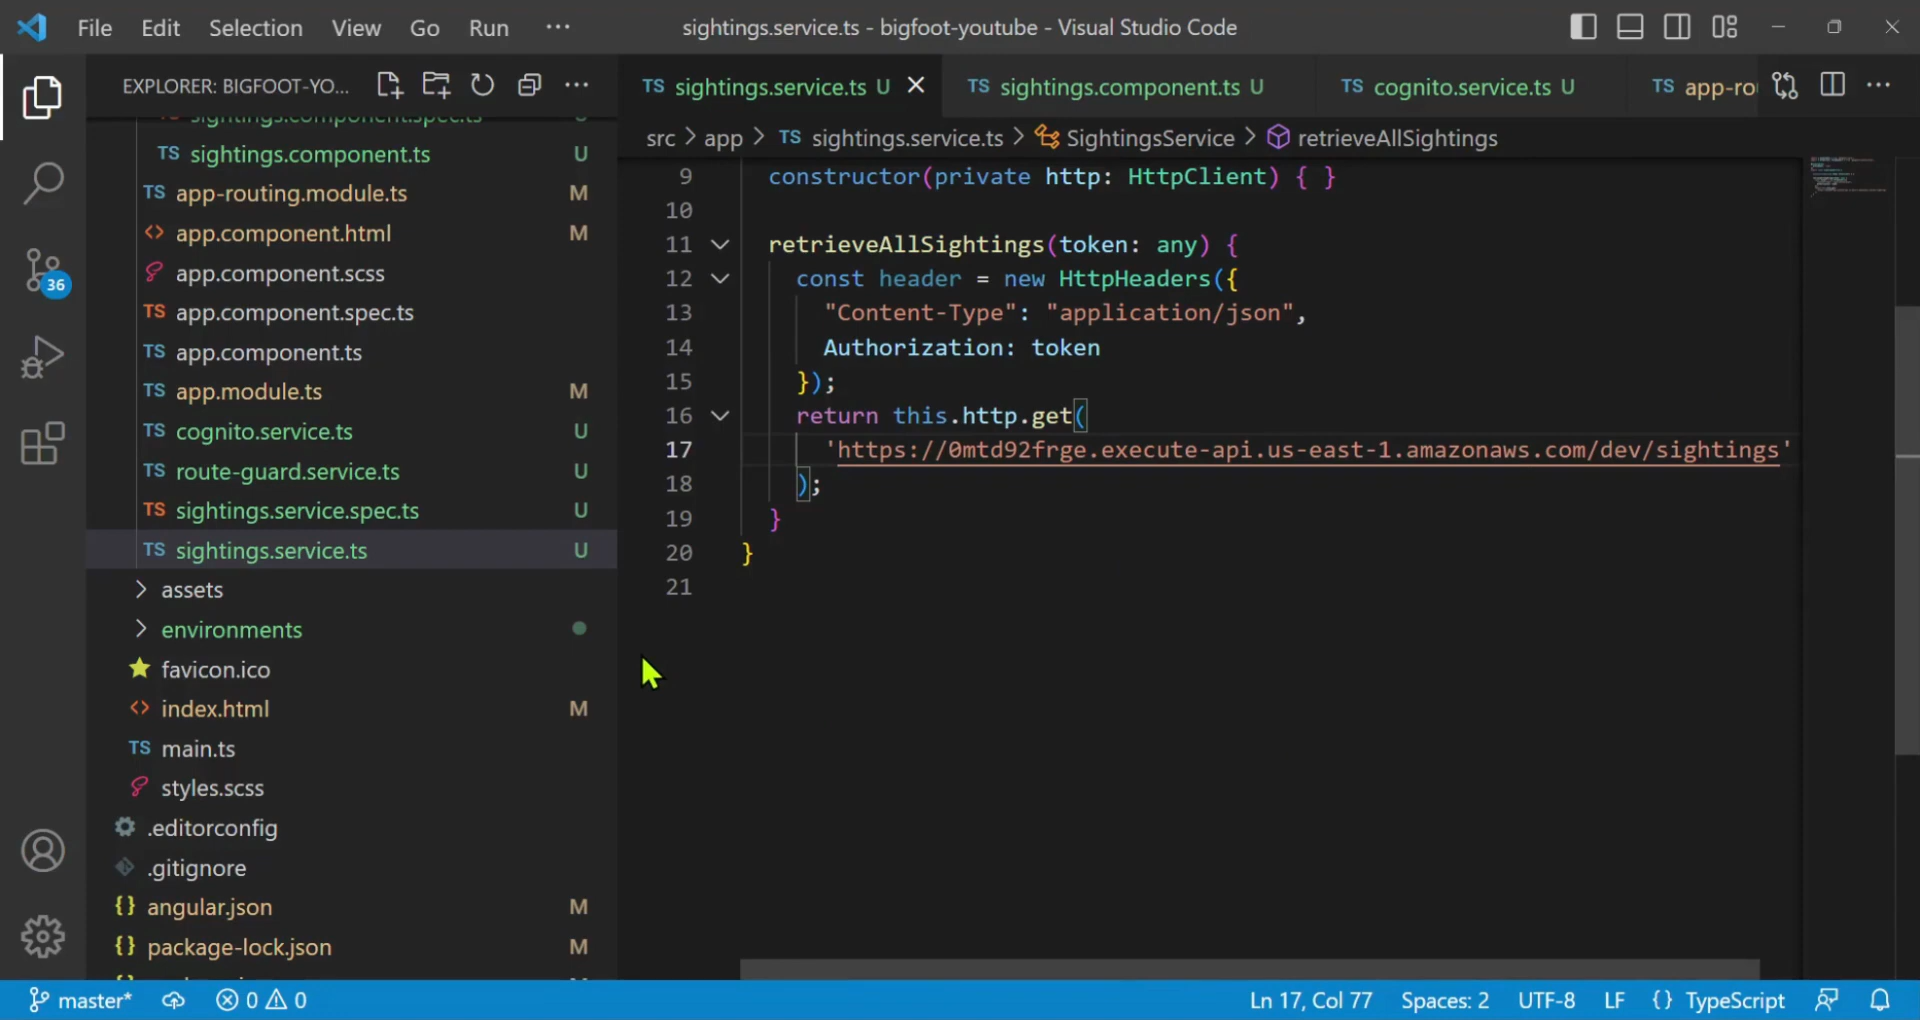 File Edit Selection View Go Run ···
sightings.service.ts - bigfoot-youtube - Visual Studio Code
EXPLORER: BIGFOOT-YO...
TS sightings.service.ts U
TS sightings.component.ts U
TS cognito.service.ts U
TS app-ro
src > app > TS sightings.service.ts > SightingsService > retrieveAllSightings
sightings.component.spec.ts U
TS sightings.component.ts U
TS app-routing.module.ts M
<> app.component.html M
app.component.scss
TS app.component.spec.ts
TS app.component.ts
TS app.module.ts M
TS cognito.service.ts U
TS route-guard.service.ts U
TS sightings.service.spec.ts U
TS sightings.service.ts U
> assets
> environments
favicon.ico
<> index.html M
TS main.ts
styles.scss
.editorconfig
.gitignore
{} angular.json M
{} package-lock.json M
36
9 constructor(private http: HttpClient) { }
10
11 retrieveAllSightings(token: any) {
12 const header = new HttpHeaders({
13 "Content-Type": "application/json",
14 Authorization: token
15 });
16 return this.http.get(
17 'https://0mtd92frge.execute-api.us-east-1.amazonaws.com/dev/sightings'
18 );
19 }
20 }
21
master* 0 0
Ln 17, Col 77 Spaces: 2 UTF-8 LF {} TypeScript